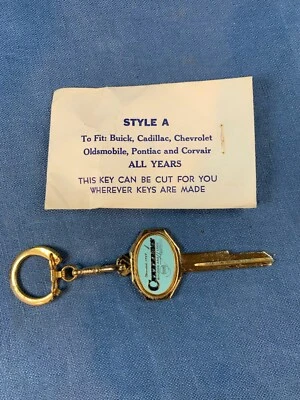 STYLE A
To Fit: Buick, Cadillac, Chevrolet
Oldsmobile, Pontiac and Corvair
ALL YEARS
THIS KEY CAN BE CUT FOR YOU
WHEREVER KEYS ARE MADE